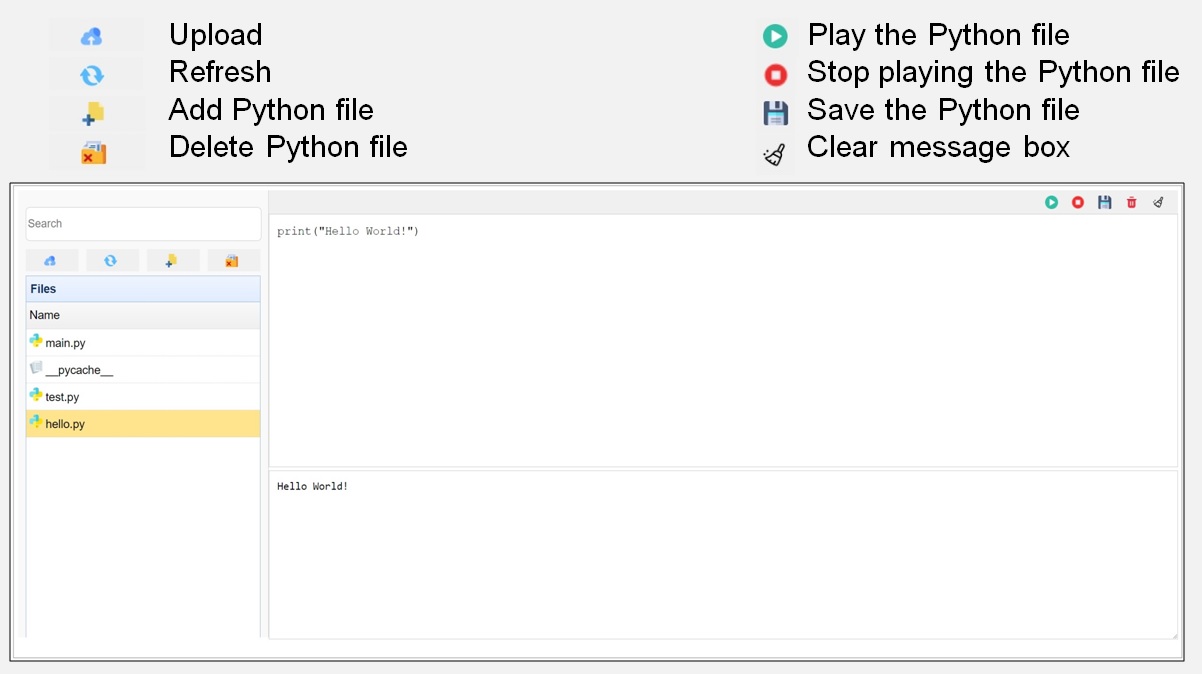 Upload
Refresh
Add Python file
Delete Python file
Play the Python file
Stop playing the Python file
Save the Python file
Clear message box
Search
Files
Name
main.py
__pycache__
test.py
hello.py
print("Hello World!")
Hello World!